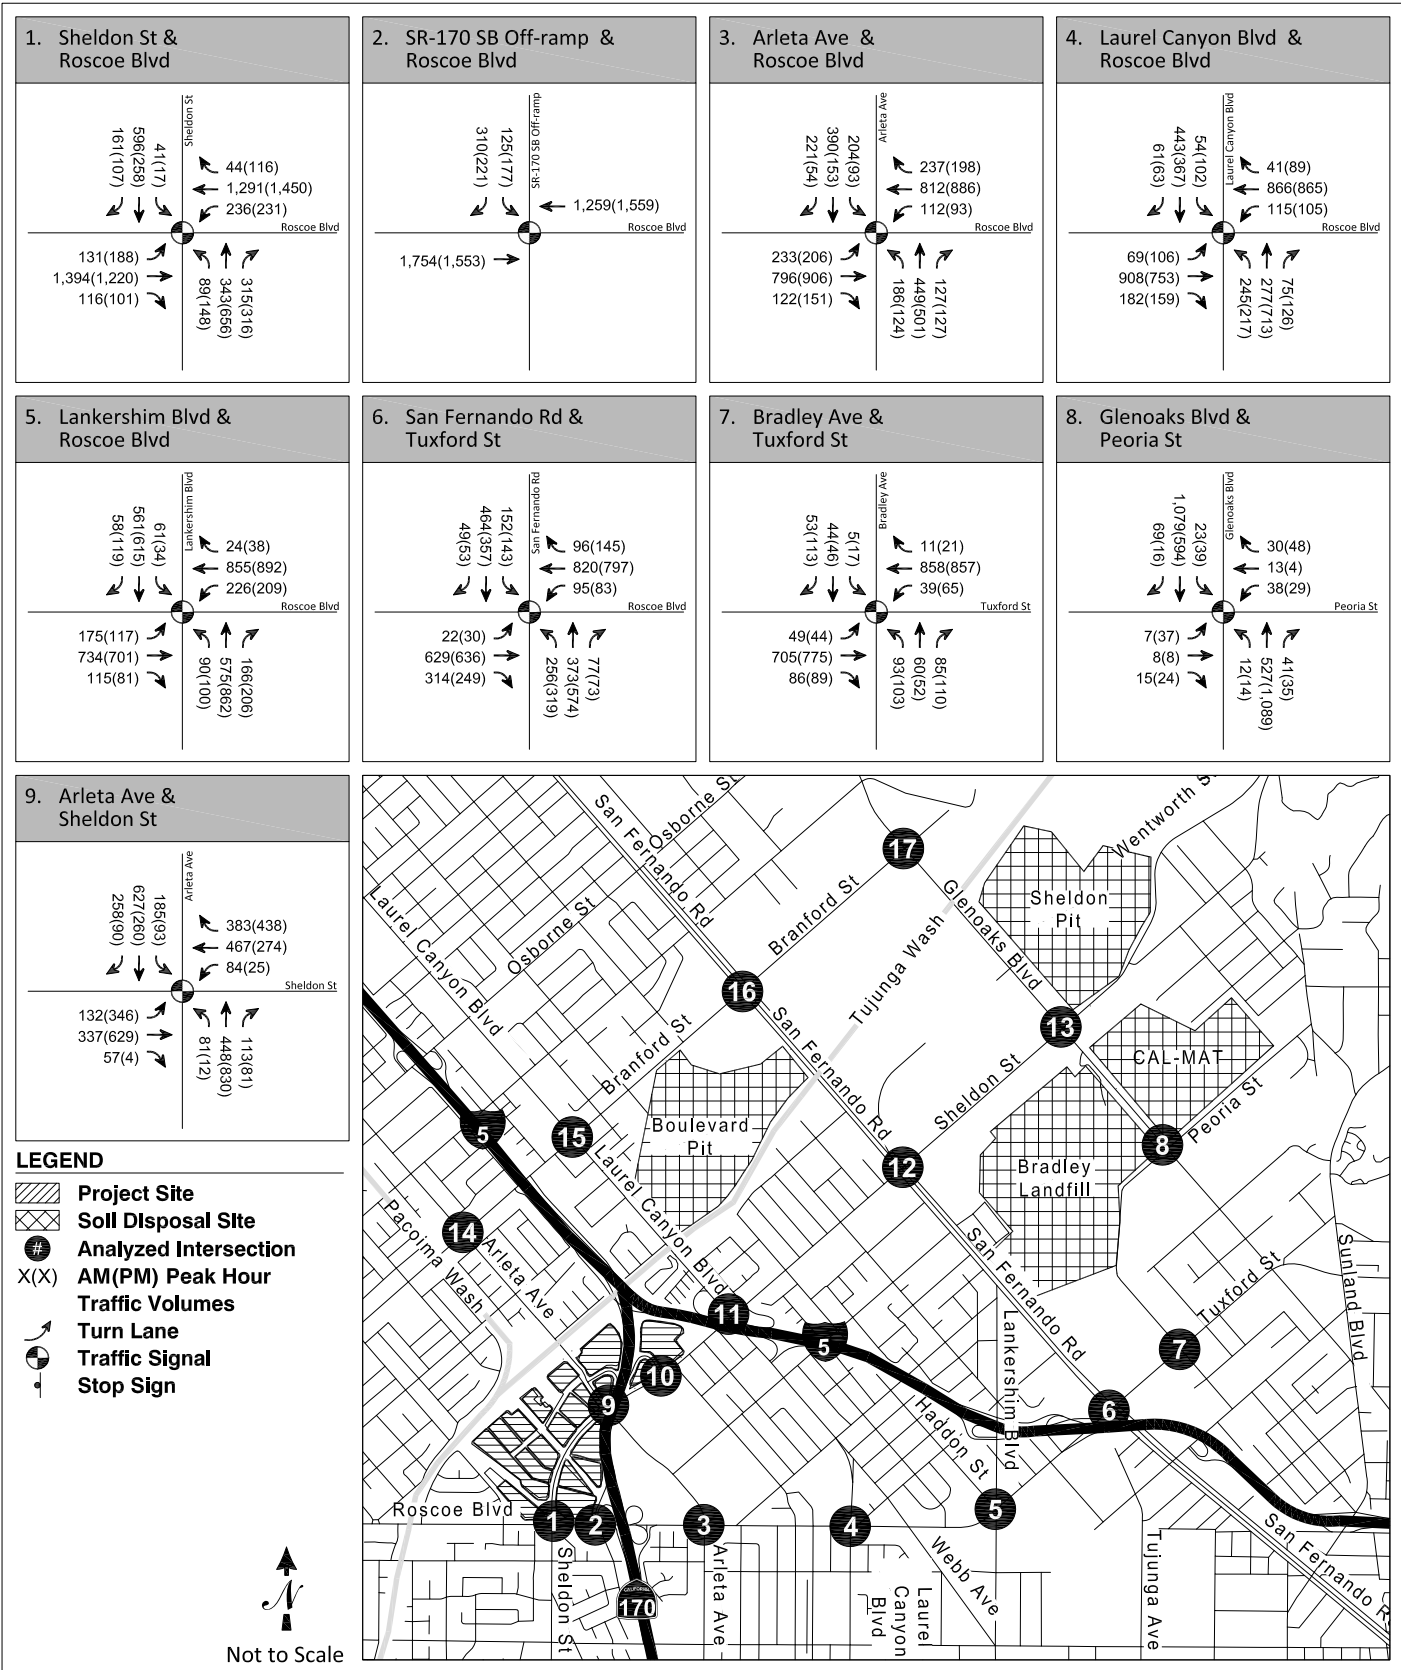 1. Sheldon St &
Roscoe Blvd
Sheldon St
161(107)
596(258)
41(17)
44(116)
1,291(1,450)
236(231)
Roscoe Blvd
131(188)
1,394(1,220)
116(101)
89(148)
343(656)
315(316)
2. SR-170 SB Off-ramp &
Roscoe Blvd
SR-170 SB Off-ramp
310(221)
125(177)
1,259(1,559)
Roscoe Blvd
1,754(1,553)
3. Arleta Ave &
Roscoe Blvd
Arleta Ave
221(54)
390(153)
204(93)
237(198)
812(886)
112(93)
Roscoe Blvd
233(206)
796(906)
122(151)
186(124)
449(501)
127(127)
4. Laurel Canyon Blvd &
Roscoe Blvd
Laurel Canyon Blvd
61(63)
443(367)
54(102)
41(89)
866(865)
115(105)
Roscoe Blvd
69(106)
908(753)
182(159)
245(217)
277(713)
75(126)
5. Lankershim Blvd &
Roscoe Blvd
Lankershim Blvd
58(119)
561(615)
61(34)
24(38)
855(892)
226(209)
Roscoe Blvd
175(117)
734(701)
115(81)
90(100)
575(862)
166(206)
6. San Fernando Rd &
Tuxford St
San Fernando Rd
49(53)
464(357)
152(143)
96(145)
820(797)
95(83)
Roscoe Blvd
22(30)
629(636)
314(249)
256(319)
373(574)
77(73)
7. Bradley Ave &
Tuxford St
Bradley Ave
53(113)
44(46)
5(17)
11(21)
858(857)
39(65)
Tuxford St
49(44)
705(775)
86(89)
93(103)
60(52)
85(110)
8. Glenoaks Blvd &
Peoria St
Glenoaks Blvd
69(16)
1,079(594)
23(39)
30(48)
13(4)
38(29)
Peoria St
7(37)
8(8)
15(24)
12(14)
527(1,089)
41(35)
9. Arleta Ave &
Sheldon St
Arleta Ave
258(90)
627(260)
185(93)
383(438)
467(274)
84(25)
Sheldon St
132(346)
337(629)
57(4)
81(12)
448(830)
113(81)
LEGEND
Project Site
Soil Disposal Site
# Analyzed Intersection
X(X) AM(PM) Peak Hour
Traffic Volumes
Turn Lane
Traffic Signal
Stop Sign
N
Not to Scale
San Fernando Rd
Osborne St
Wentworth S
17
Glenoaks Blvd
Sheldon
Pit
Branford St
Laurel Canyon Blvd
Osborne St
Tujunga Wash
16
San Fernando Rd
13
Branford St
CAL-MAT
Sheldon St
Peoria St
5
15
Boulevard
Pit
8
12
Bradley
Landfill
Laurel Canyon Blvd
Pacoima Wash
14
Arleta Ave
San Fernando Rd
Tuxford St
Sunland Blvd
Lankershim Blvd
11
5
7
10
9
6
Haddon St
Roscoe Blvd
1
2
3
4
5
Sheldon St
CALIFORNIA
170
Arleta Ave
Laurel
Canyon
Blvd
Webb Ave
Tujunga Ave
San Fernando R